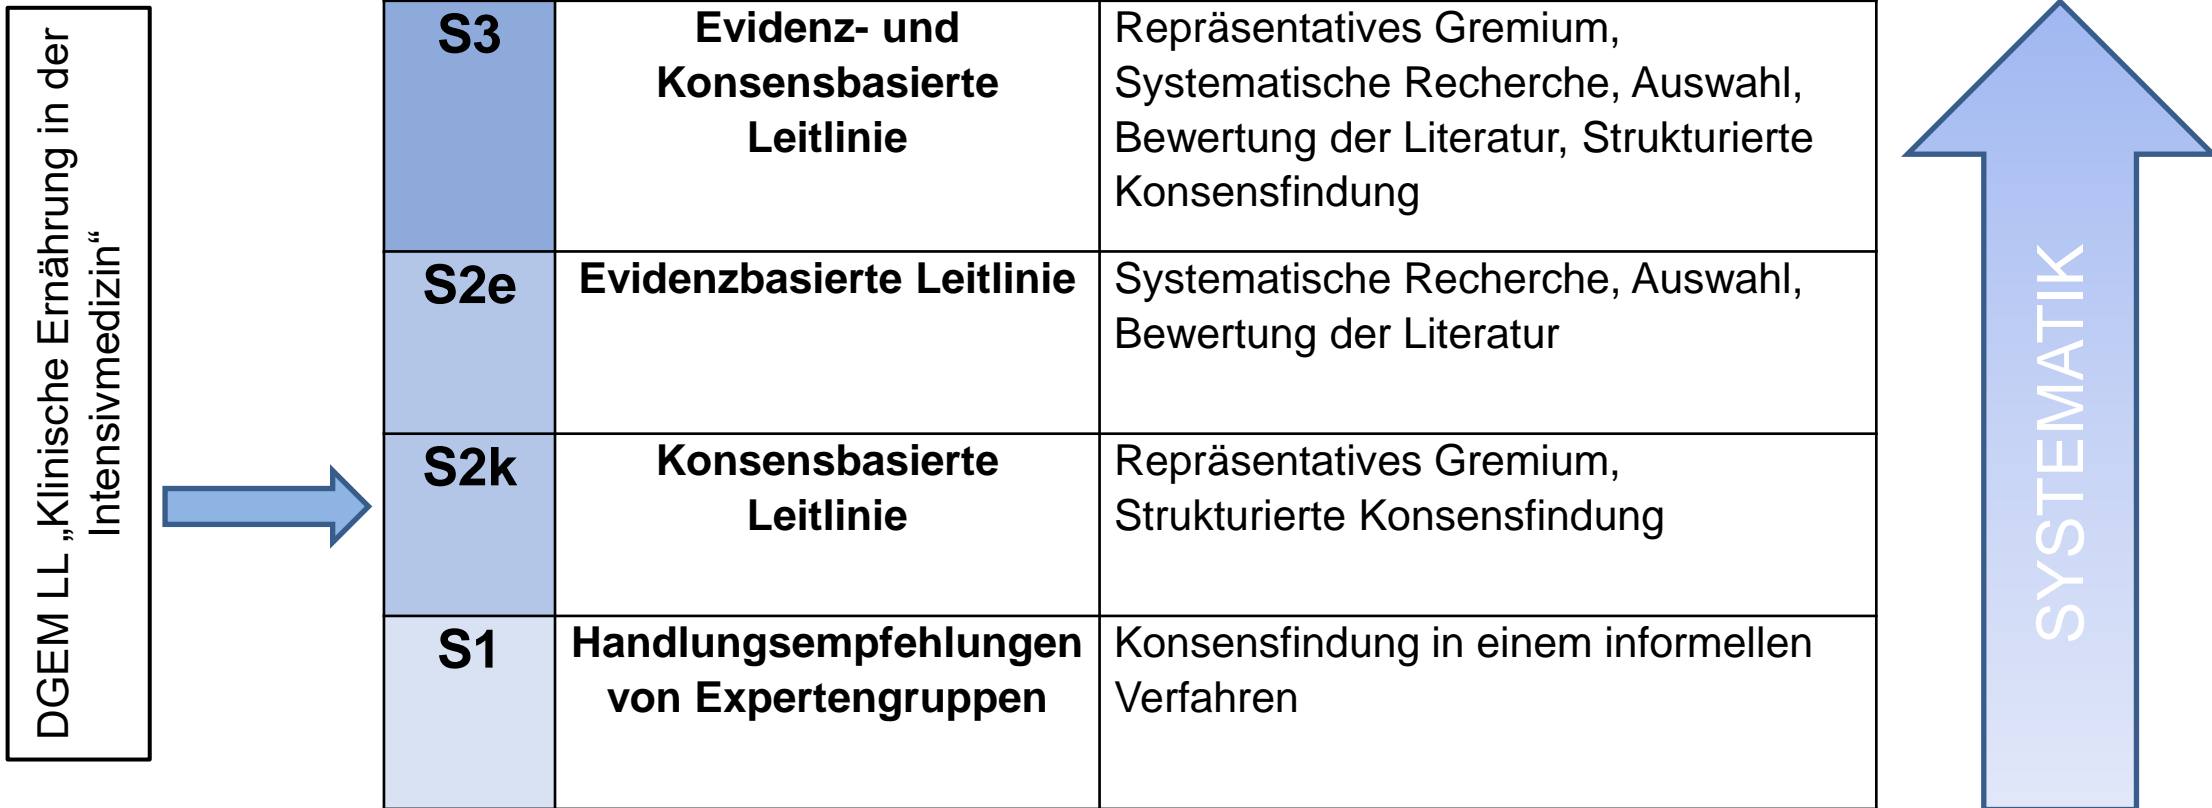 DGEM LL „Klinische Ernährung in der
Intensivmedizin“
S3
Evidenz- und
Konsensbasierte
Leitlinie
Repräsentatives Gremium,
Systematische Recherche, Auswahl,
Bewertung der Literatur, Strukturierte
Konsensfindung
S2e
Evidenzbasierte Leitlinie
Systematische Recherche, Auswahl,
Bewertung der Literatur
S2k
Konsensbasierte
Leitlinie
Repräsentatives Gremium,
Strukturierte Konsensfindung
S1
Handlungsempfehlungen
von Expertengruppen
Konsensfindung in einem informellen
Verfahren
SYSTEMATIK